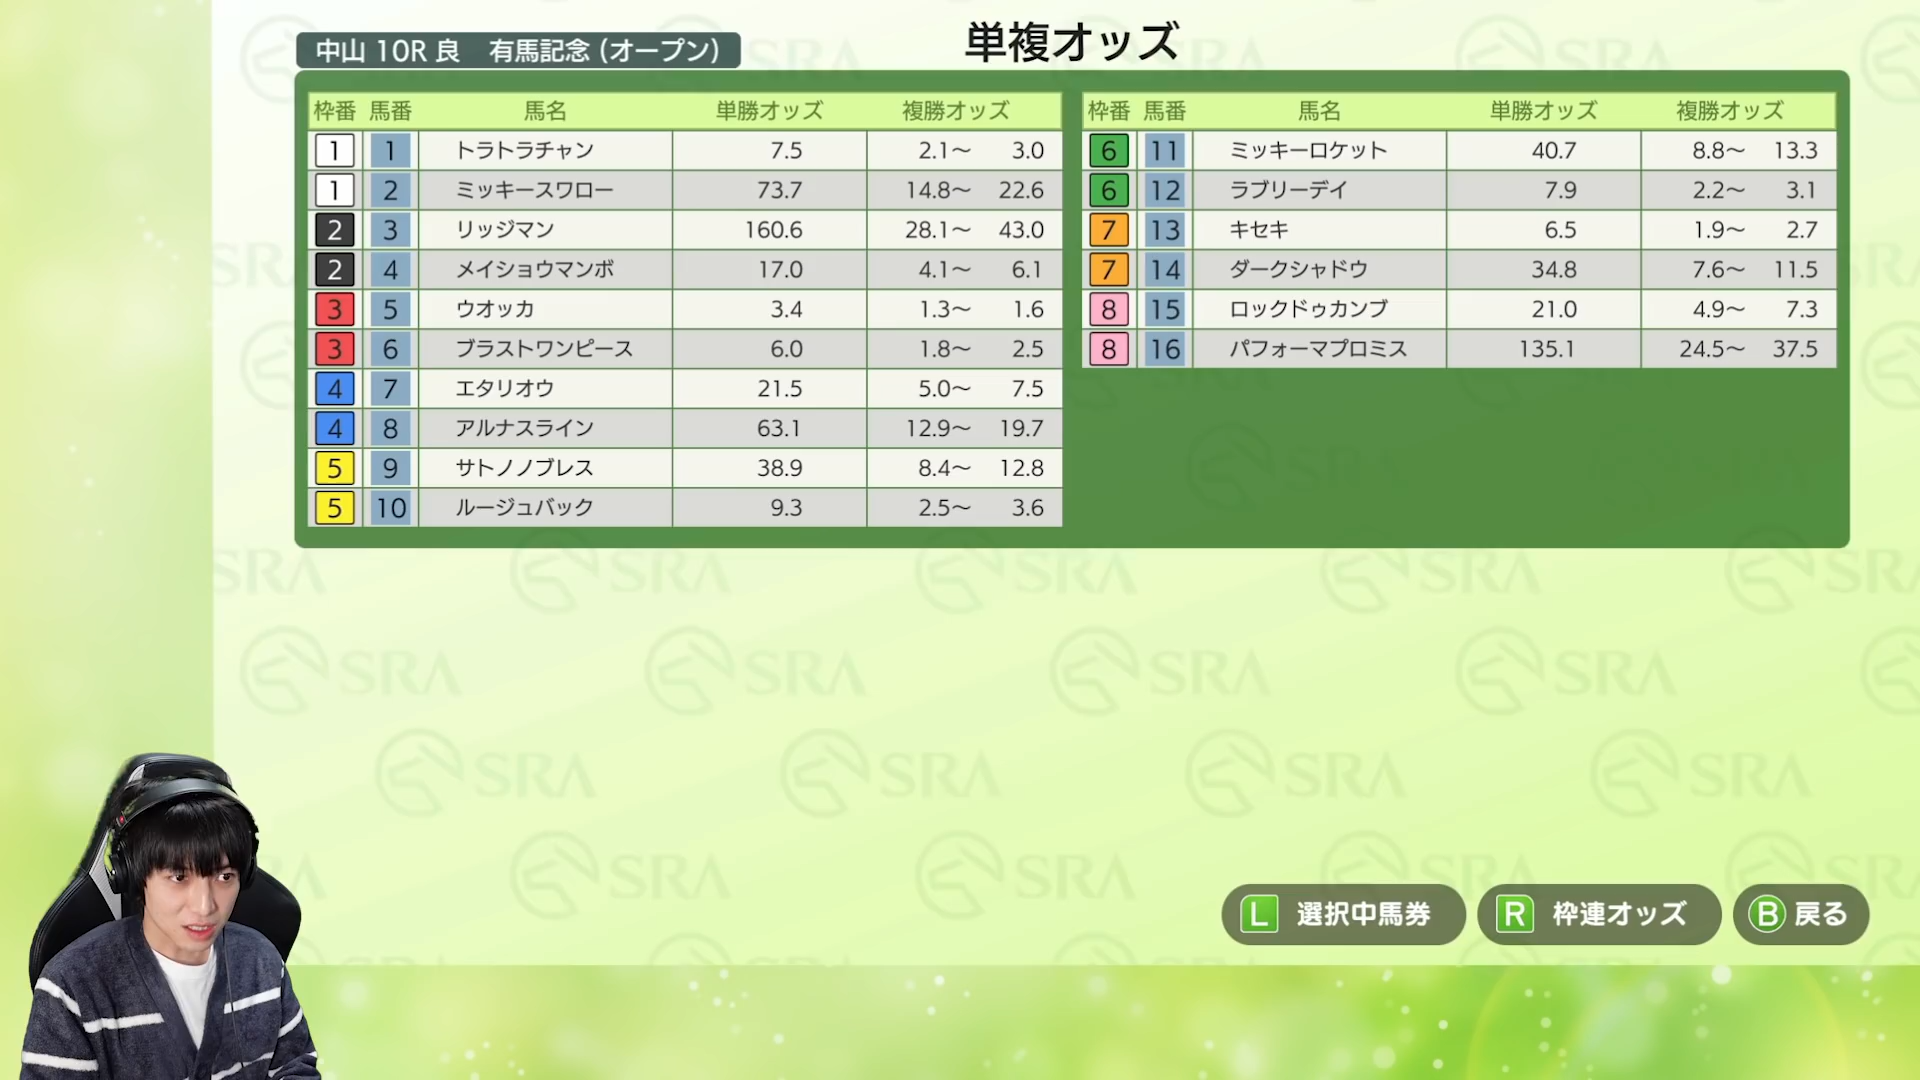 中山 10R 良　有馬記念 (オープン)
単複オッズ
枠番 馬番 馬名 単勝オッズ 複勝オッズ
1 1 トラトラチャン 7.5 2.1〜 3.0
1 2 ミッキースワロー 73.7 14.8〜 22.6
2 3 リッジマン 160.6 28.1〜 43.0
2 4 メイショウマンボ 17.0 4.1〜 6.1
3 5 ウオッカ 3.4 1.3〜 1.6
3 6 ブラストワンピース 6.0 1.8〜 2.5
4 7 エタリオウ 21.5 5.0〜 7.5
4 8 アルナスライン 63.1 12.9〜 19.7
5 9 サトノノブレス 38.9 8.4〜 12.8
5 10 ルージュバック 9.3 2.5〜 3.6
枠番 馬番 馬名 単勝オッズ 複勝オッズ
6 11 ミッキーロケット 40.7 8.8〜 13.3
6 12 ラブリーデイ 7.9 2.2〜 3.1
7 13 キセキ 6.5 1.9〜 2.7
7 14 ダークシャドウ 34.8 7.6〜 11.5
8 15 ロックドゥカンブ 21.0 4.9〜 7.3
8 16 パフォーマプロミス 135.1 24.5〜 37.5
L 選択中馬券 R 枠連オッズ B 戻る